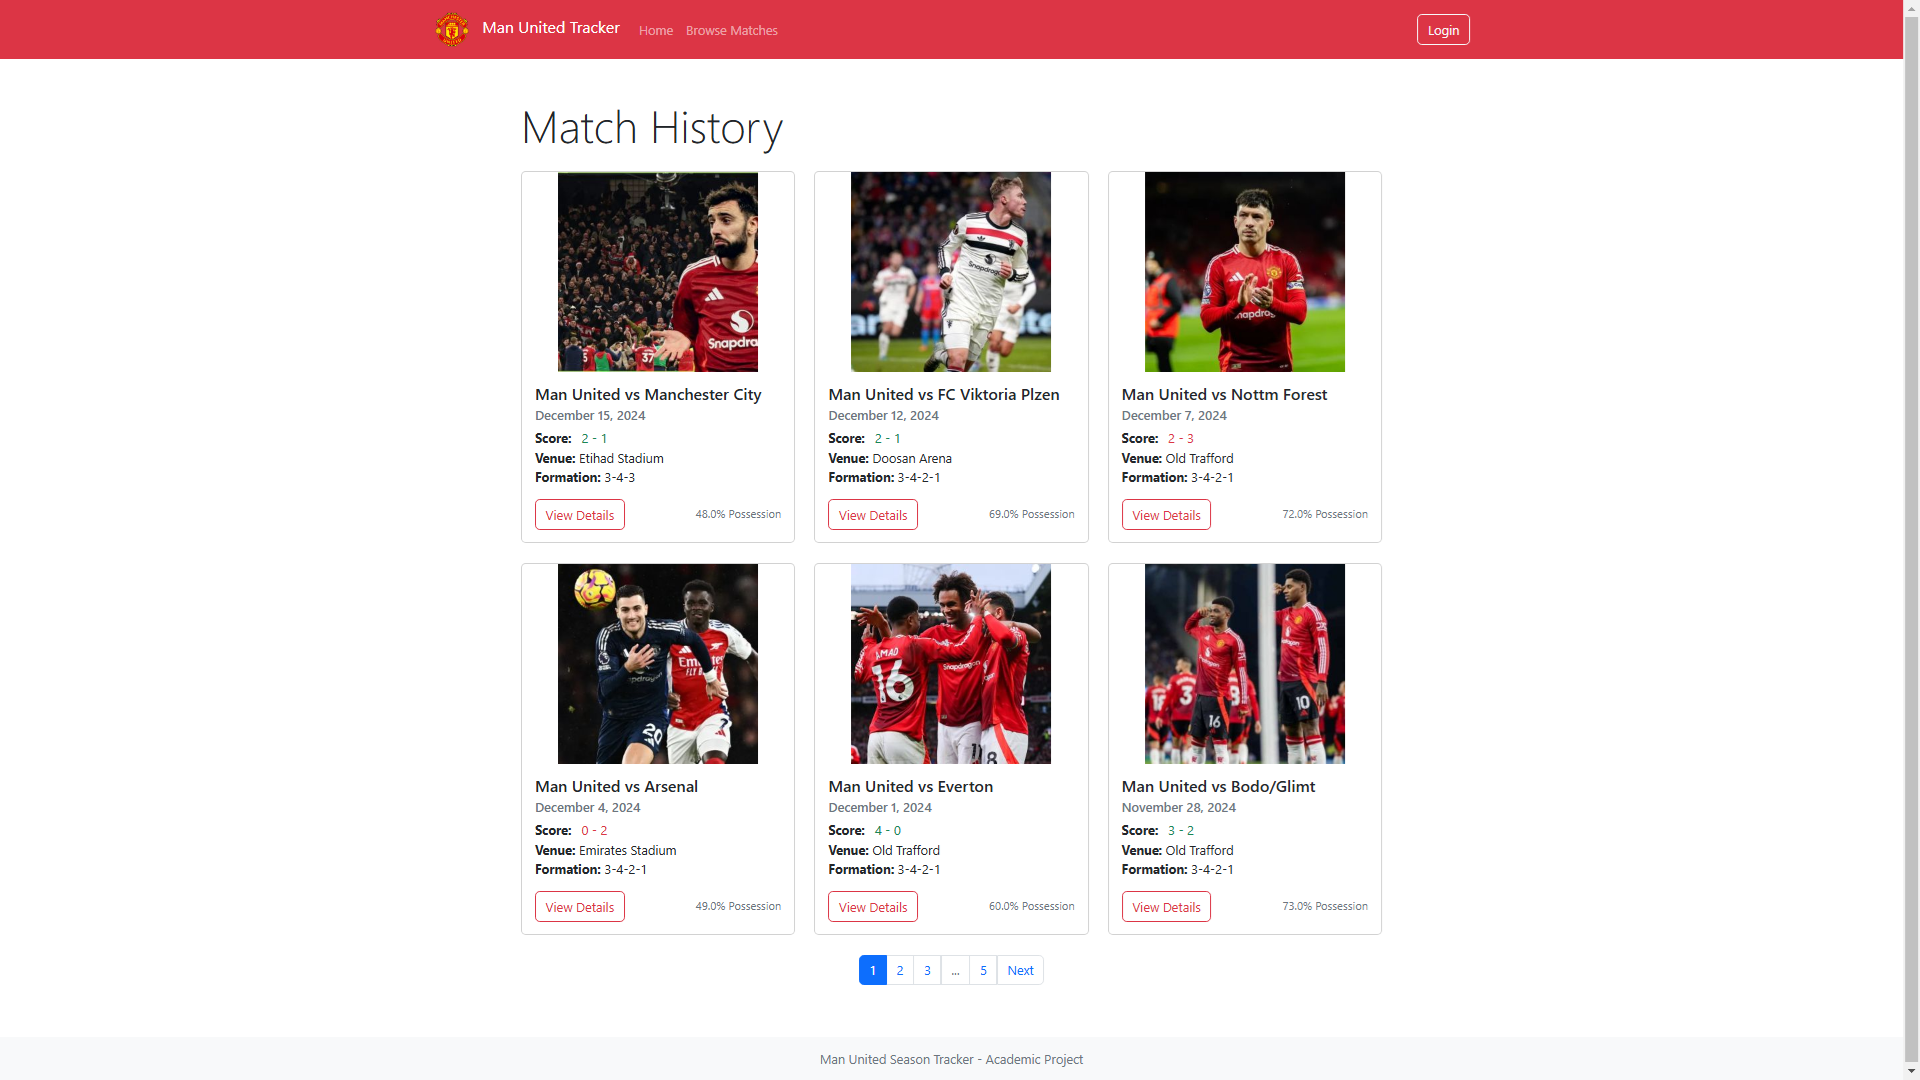 Man United Tracker
Home
Browse Matches
Login
Match History
Man United vs Manchester City
December 15, 2024
Score: 2 - 1
Venue: Etihad Stadium
Formation: 3-4-3
View Details
48.0% Possession
Man United vs FC Viktoria Plzen
December 12, 2024
Score: 2 - 1
Venue: Doosan Arena
Formation: 3-4-2-1
View Details
69.0% Possession
Man United vs Nottm Forest
December 7, 2024
Score: 2 - 3
Venue: Old Trafford
Formation: 3-4-2-1
View Details
72.0% Possession
Man United vs Arsenal
December 4, 2024
Score: 0 - 2
Venue: Emirates Stadium
Formation: 3-4-2-1
View Details
49.0% Possession
AMAD
16
Man United vs Everton
December 1, 2024
Score: 4 - 0
Venue: Old Trafford
Formation: 3-4-2-1
View Details
60.0% Possession
16
10
Man United vs Bodo/Glimt
November 28, 2024
Score: 3 - 2
Venue: Old Trafford
Formation: 3-4-2-1
View Details
73.0% Possession
1 2 3 ... 5 Next
Man United Season Tracker - Academic Project